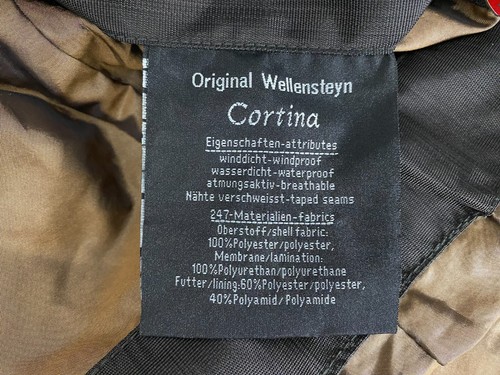 Original Wellensteyn
Cortina
Eigenschaften-attributes
winddicht-windproof
wasserdicht-waterproof
atmungsaktiv-breathable
Nähte verschweisst-taped seams
247-Materialien-fabrics
Oberstoff/shell fabric:
100%Polyester/polyester,
Membrane/lamination:
100%Polyurethan/polyurethane
Futter/lining:60%Polyester/polyester,
40%Polyamid/Polyamide